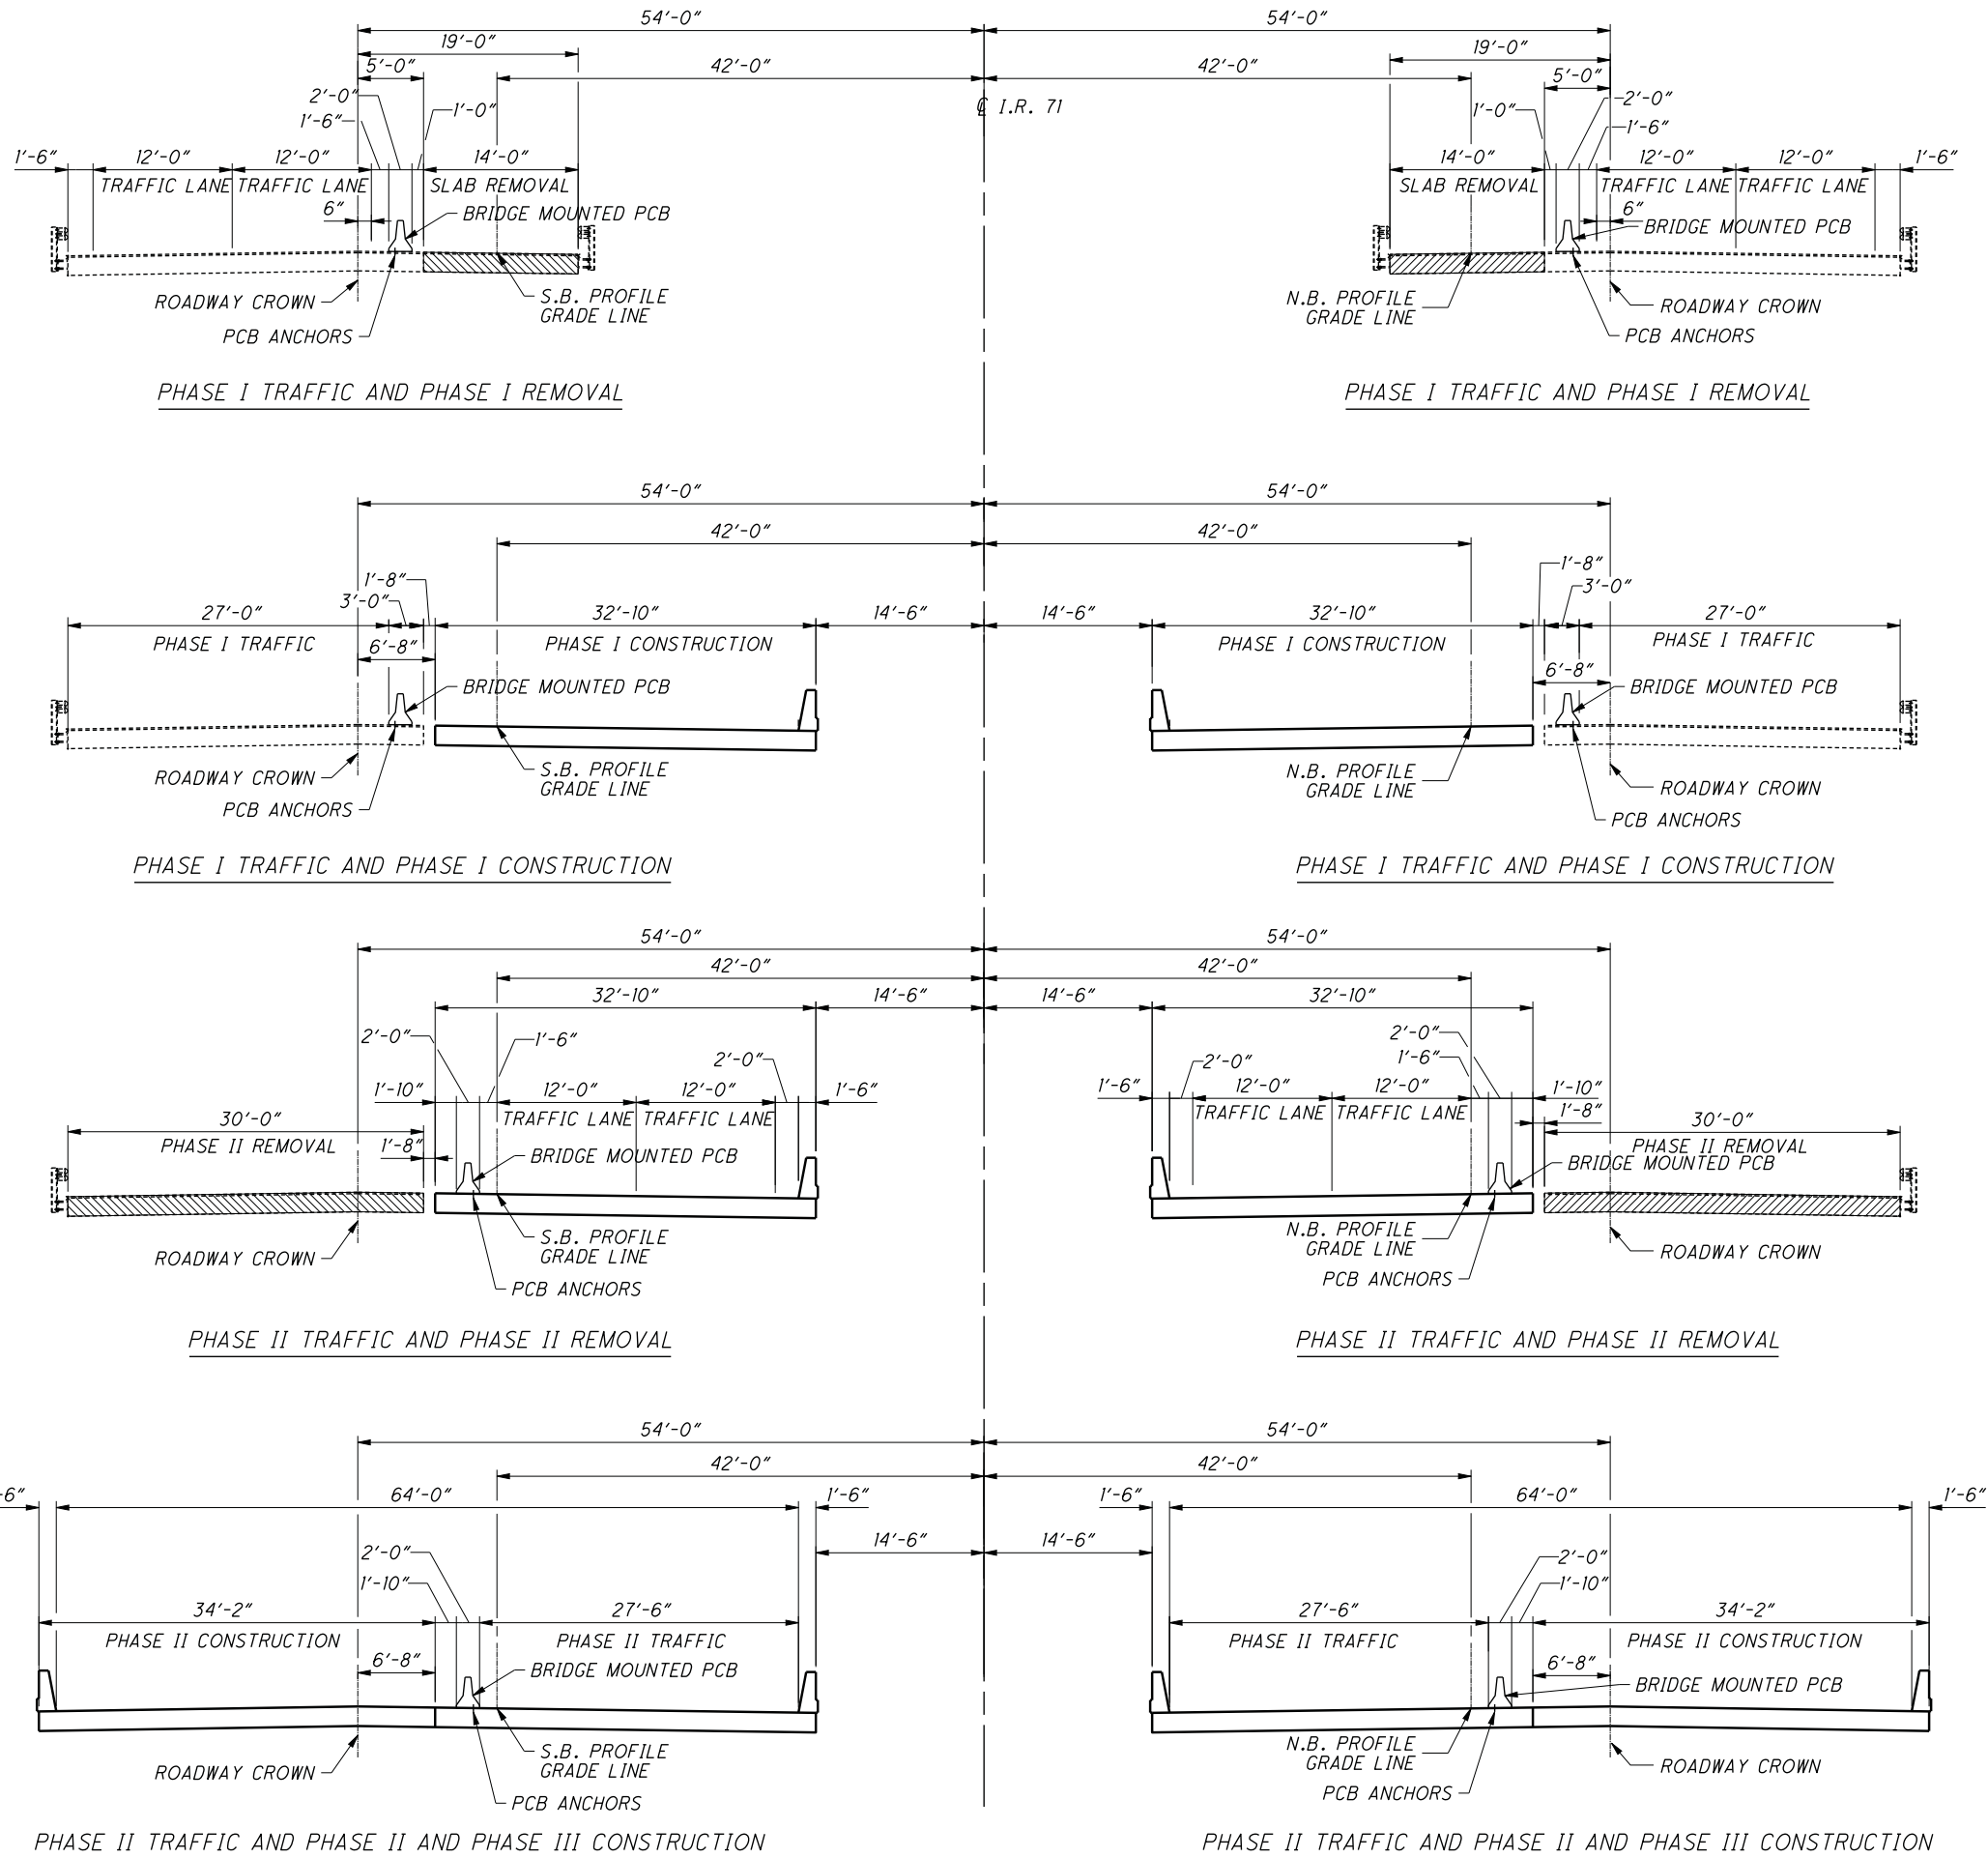 54'-0" 54'-0"
19'-0" 19'-0"
5'-0" 42'-0" 42'-0" 5'-0"
2'-0" 1'-0" ℄ I.R. 71 1'-0" 2'-0"
1'-6" 1'-6"
1'-6" 12'-0" 12'-0" 14'-0" 14'-0" 12'-0" 12'-0" 1'-6"
TRAFFIC LANE TRAFFIC LANE SLAB REMOVAL SLAB REMOVAL TRAFFIC LANE TRAFFIC LANE
6" BRIDGE MOUNTED PCB 6" BRIDGE MOUNTED PCB
ROADWAY CROWN S.B. PROFILE N.B. PROFILE ROADWAY CROWN
GRADE LINE GRADE LINE
PCB ANCHORS PCB ANCHORS
PHASE I TRAFFIC AND PHASE I REMOVAL PHASE I TRAFFIC AND PHASE I REMOVAL
54'-0" 54'-0"
42'-0" 42'-0"
1'-8" 1'-8"
3'-0" 3'-0"
27'-0" 32'-10" 14'-6" 14'-6" 32'-10" 27'-0"
PHASE I TRAFFIC PHASE I CONSTRUCTION PHASE I CONSTRUCTION PHASE I TRAFFIC
6'-8" 6'-8"
BRIDGE MOUNTED PCB BRIDGE MOUNTED PCB
ROADWAY CROWN S.B. PROFILE N.B. PROFILE ROADWAY CROWN
GRADE LINE GRADE LINE
PCB ANCHORS PCB ANCHORS
PHASE I TRAFFIC AND PHASE I CONSTRUCTION PHASE I TRAFFIC AND PHASE I CONSTRUCTION
54'-0" 54'-0"
42'-0" 42'-0"
32'-10" 14'-6" 14'-6" 32'-10"
2'-0" 1'-6" 2'-0" 2'-0" 2'-0"
1'-6"
1'-10" 12'-0" 12'-0" 1'-6" 1'-6" 12'-0" 12'-0" 1'-10"
30'-0" TRAFFIC LANE TRAFFIC LANE TRAFFIC LANE TRAFFIC LANE 1'-8" 30'-0"
PHASE II REMOVAL 1'-8" PHASE II REMOVAL
BRIDGE MOUNTED PCB BRIDGE MOUNTED PCB
ROADWAY CROWN S.B. PROFILE N.B. PROFILE ROADWAY CROWN
GRADE LINE GRADE LINE
PCB ANCHORS PCB ANCHORS
PHASE II TRAFFIC AND PHASE II REMOVAL PHASE II TRAFFIC AND PHASE II REMOVAL
54'-0" 54'-0"
42'-0" 42'-0"
-6" 64'-0" 1'-6" 1'-6" 64'-0" 1'-6"
2'-0" 14'-6" 14'-6" 2'-0"
1'-10" 1'-10"
34'-2" 27'-6" 27'-6" 34'-2"
PHASE II CONSTRUCTION PHASE II TRAFFIC PHASE II TRAFFIC PHASE II CONSTRUCTION
6'-8" BRIDGE MOUNTED PCB 6'-8" BRIDGE MOUNTED PCB
ROADWAY CROWN S.B. PROFILE N.B. PROFILE ROADWAY CROWN
GRADE LINE GRADE LINE
PCB ANCHORS PCB ANCHORS
PHASE II TRAFFIC AND PHASE II AND PHASE III CONSTRUCTION PHASE II TRAFFIC AND PHASE II AND PHASE III CONSTRUCTION